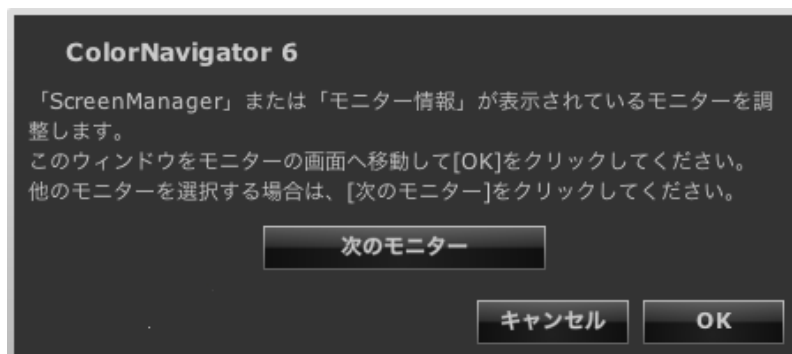 ColorNavigator 6
「ScreenManager」または「モニター情報」が表示されているモニターを調
整します。
このウィンドウをモニターの画面へ移動して[OK]をクリックしてください。
他のモニターを選択する場合は、[次のモニター]をクリックしてください。
次のモニター
キャンセル OK